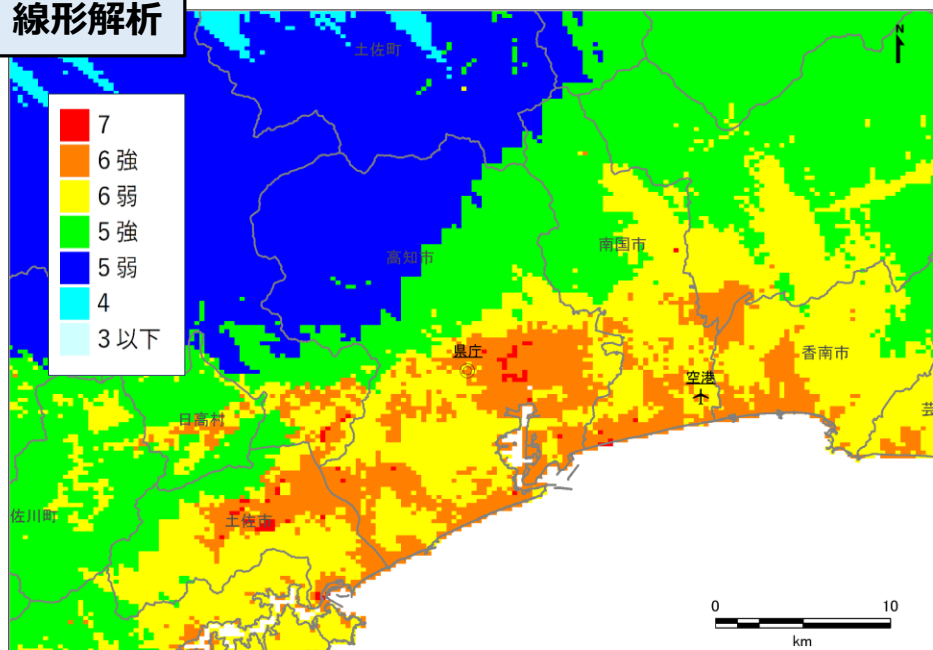 線形解析
土佐町
N
7
6強
6弱
5強
5弱
4
3以下
高知市
南国市
県庁
香南市
空港
芸
日高村
佐川町
土佐市
0 10
km